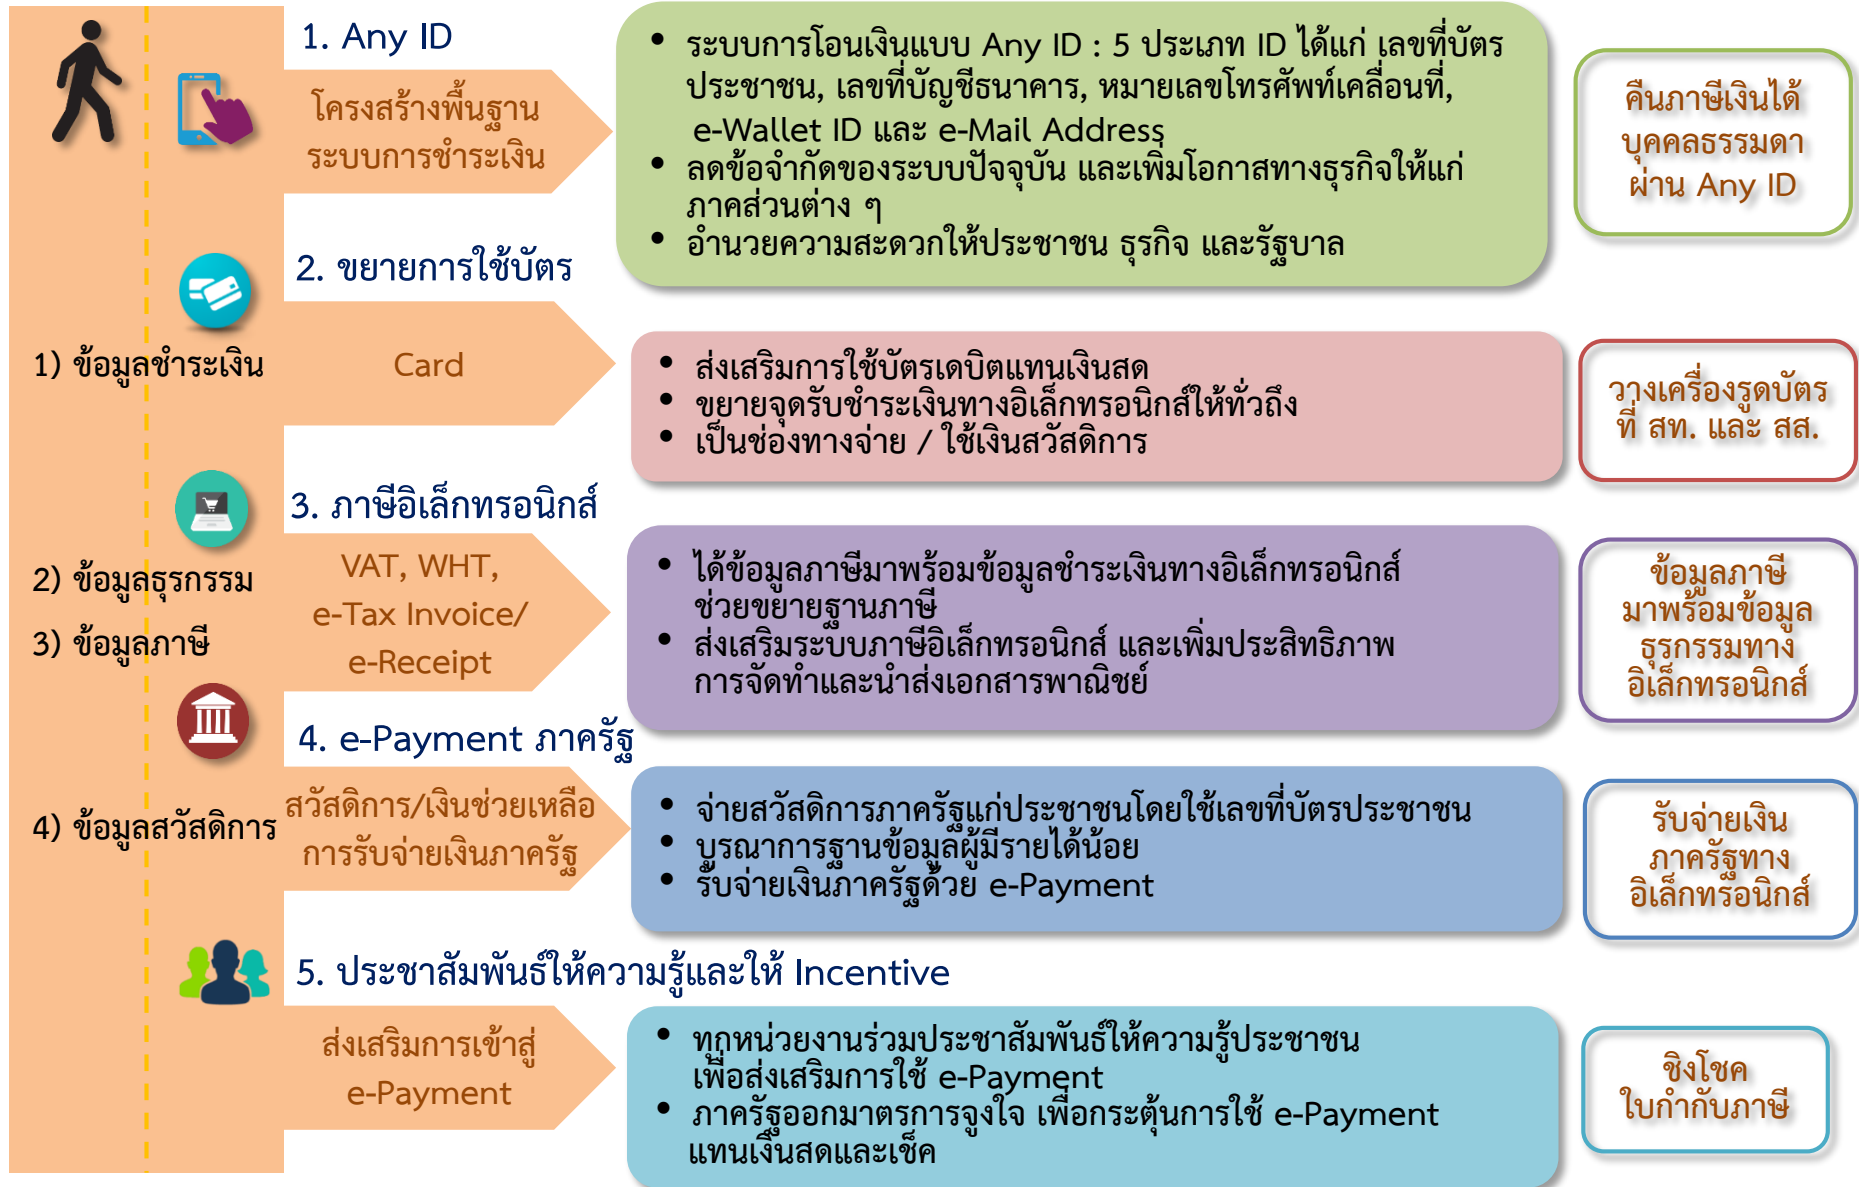 1. Any ID
โครงสร้างพื้นฐาน
ระบบการชำระเงิน
• ระบบการโอนเงินแบบ Any ID : 5 ประเภท ID ได้แก่ เลขที่บัตร
ประชาชน, เลขที่บัญชีธนาคาร, หมายเลขโทรศัพท์เคลื่อนที่,
e-Wallet ID และ e-Mail Address
• ลดข้อจำกัดของระบบปัจจุบัน และเพิ่มโอกาสทางธุรกิจให้แก่
ภาคส่วนต่าง ๆ
• อำนวยความสะดวกให้ประชาชน ธุรกิจ และรัฐบาล
คืนภาษีเงินได้
บุคคลธรรมดา
ผ่าน Any ID
2. ขยายการใช้บัตร
1) ข้อมูลชำระเงิน
Card
• ส่งเสริมการใช้บัตรเดบิตแทนเงินสด
• ขยายจุดรับชำระเงินทางอิเล็กทรอนิกส์ให้ทั่วถึง
• เป็นช่องทางจ่าย / ใช้เงินสวัสดิการ
วางเครื่องรูดบัตร
ที่ สท. และ สส.
3. ภาษีอิเล็กทรอนิกส์
2) ข้อมูลธุรกรรม
3) ข้อมูลภาษี
VAT, WHT,
e-Tax Invoice/
e-Receipt
• ได้ข้อมูลภาษีมาพร้อมข้อมูลชำระเงินทางอิเล็กทรอนิกส์
ช่วยขยายฐานภาษี
• ส่งเสริมระบบภาษีอิเล็กทรอนิกส์ และเพิ่มประสิทธิภาพ
การจัดทำและนำส่งเอกสารพาณิชย์
ข้อมูลภาษี
มาพร้อมข้อมูล
ธุรกรรมทาง
อิเล็กทรอนิกส์
4. e-Payment ภาครัฐ
4) ข้อมูลสวัสดิการ
สวัสดิการ/เงินช่วยเหลือ
การรับจ่ายเงินภาครัฐ
• จ่ายสวัสดิการภาครัฐแก่ประชาชนโดยใช้เลขที่บัตรประชาชน
• บูรณาการฐานข้อมูลผู้มีรายได้น้อย
• รับจ่ายเงินภาครัฐด้วย e-Payment
รับจ่ายเงิน
ภาครัฐทาง
อิเล็กทรอนิกส์
5. ประชาสัมพันธ์ให้ความรู้และให้ Incentive
ส่งเสริมการเข้าสู่
e-Payment
• ทุกหน่วยงานร่วมประชาสัมพันธ์ให้ความรู้ประชาชน
เพื่อส่งเสริมการใช้ e-Payment
• ภาครัฐออกมาตรการจูงใจ เพื่อกระตุ้นการใช้ e-Payment
แทนเงินสดและเช็ค
ชิงโชค
ใบกำกับภาษี